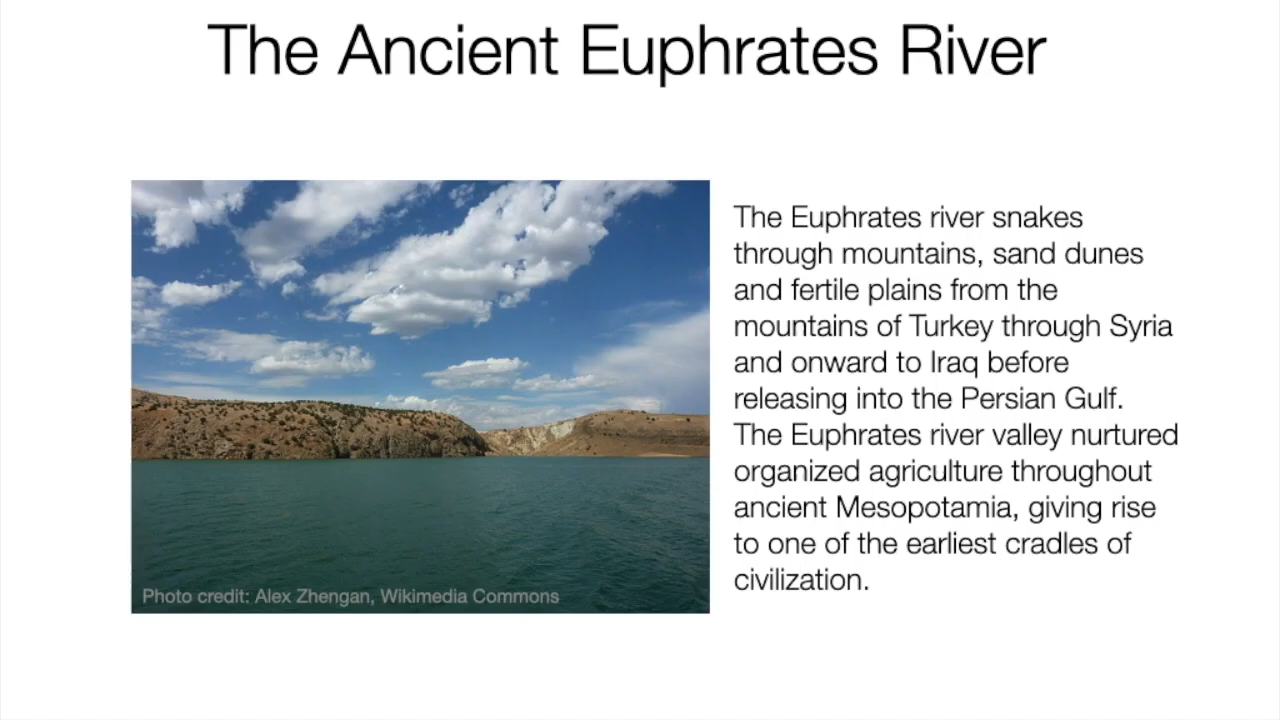 The Ancient Euphrates River
The Euphrates river snakes
through mountains, sand dunes
and fertile plains from the
mountains of Turkey through Syria
and onward to Iraq before
releasing into the Persian Gulf.
The Euphrates river valley nurtured
organized agriculture throughout
ancient Mesopotamia, giving rise
to one of the earliest cradles of
civilization.
Photo credit: Alex Zhengan, Wikimedia Commons